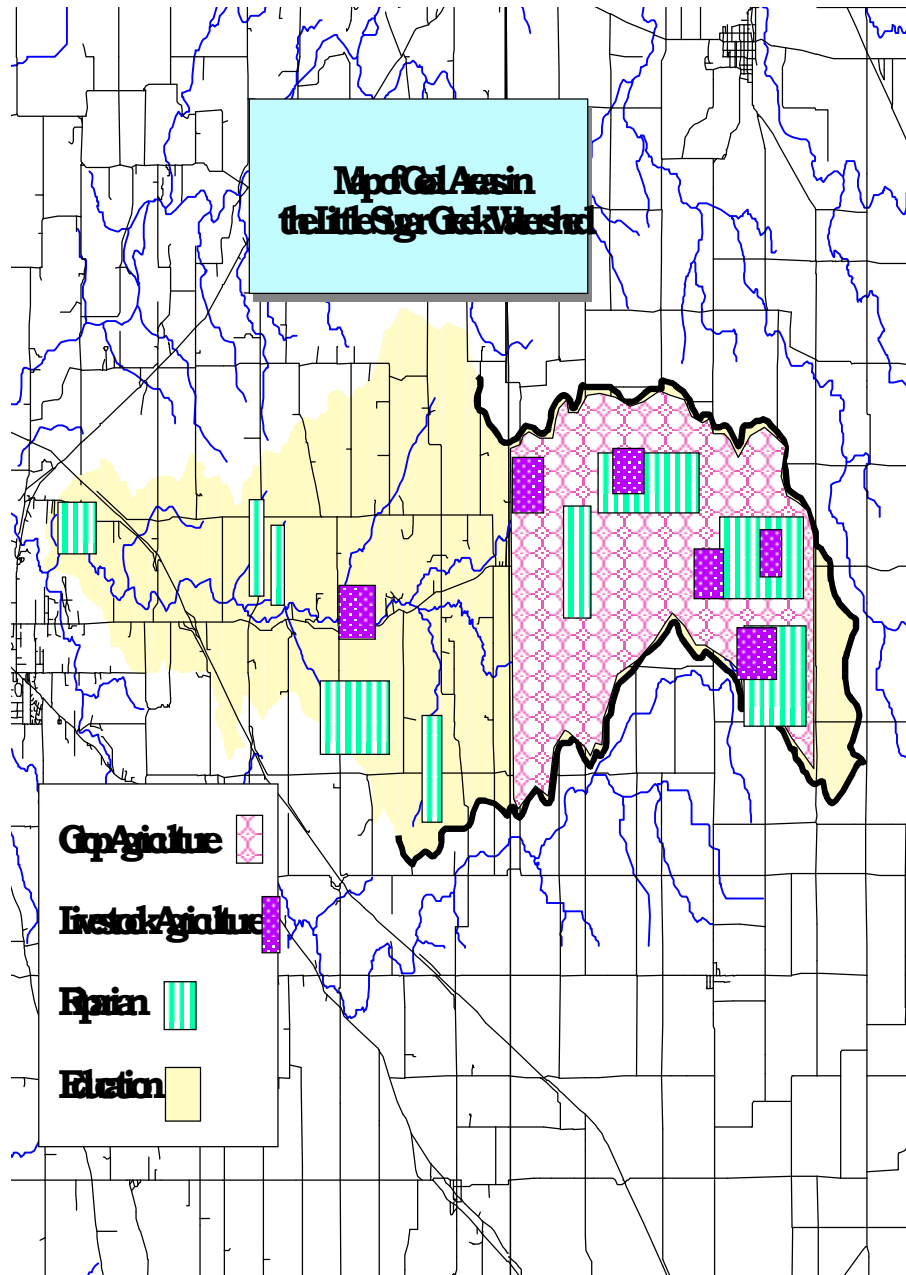 Map of Goal Areas in
the Little Sugar Creek Watershed
Crop Agriculture
Livestock Agriculture
Riparian
Education